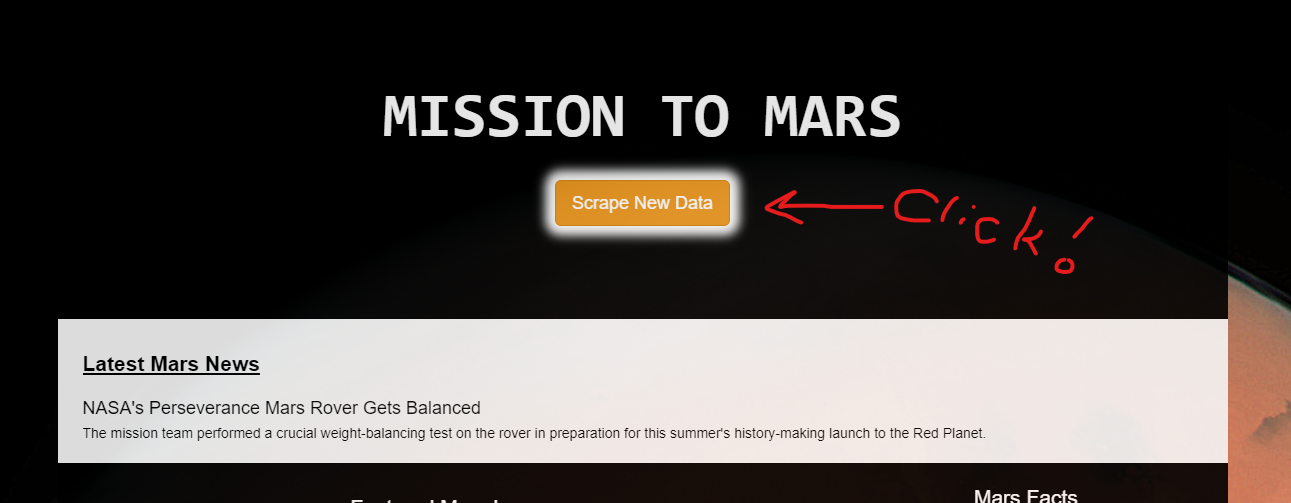 MISSION TO MARS
Scrape New Data
Click!
Latest Mars News
NASA's Perseverance Mars Rover Gets Balanced
The mission team performed a crucial weight-balancing test on the rover in preparation for this summer's history-making launch to the Red Planet.
Mars Facts